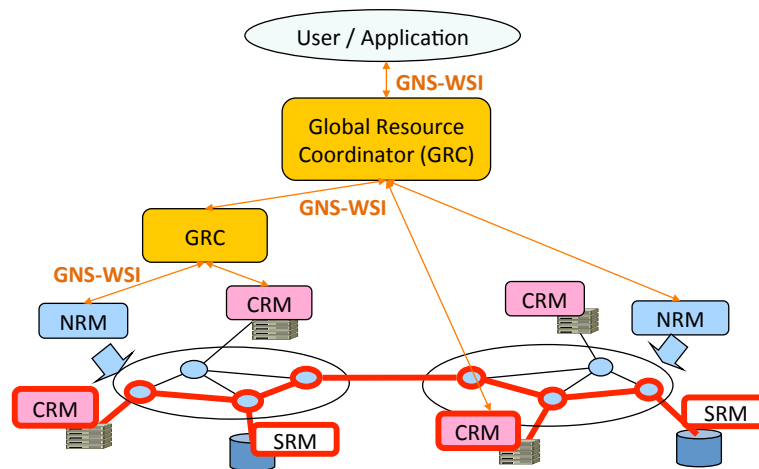 User / Application
GNS-WSI
Global Resource
Coordinator (GRC)
GNS-WSI
GRC
GNS-WSI
CRM
CRM
NRM
NRM
CRM
SRM
CRM
SRM